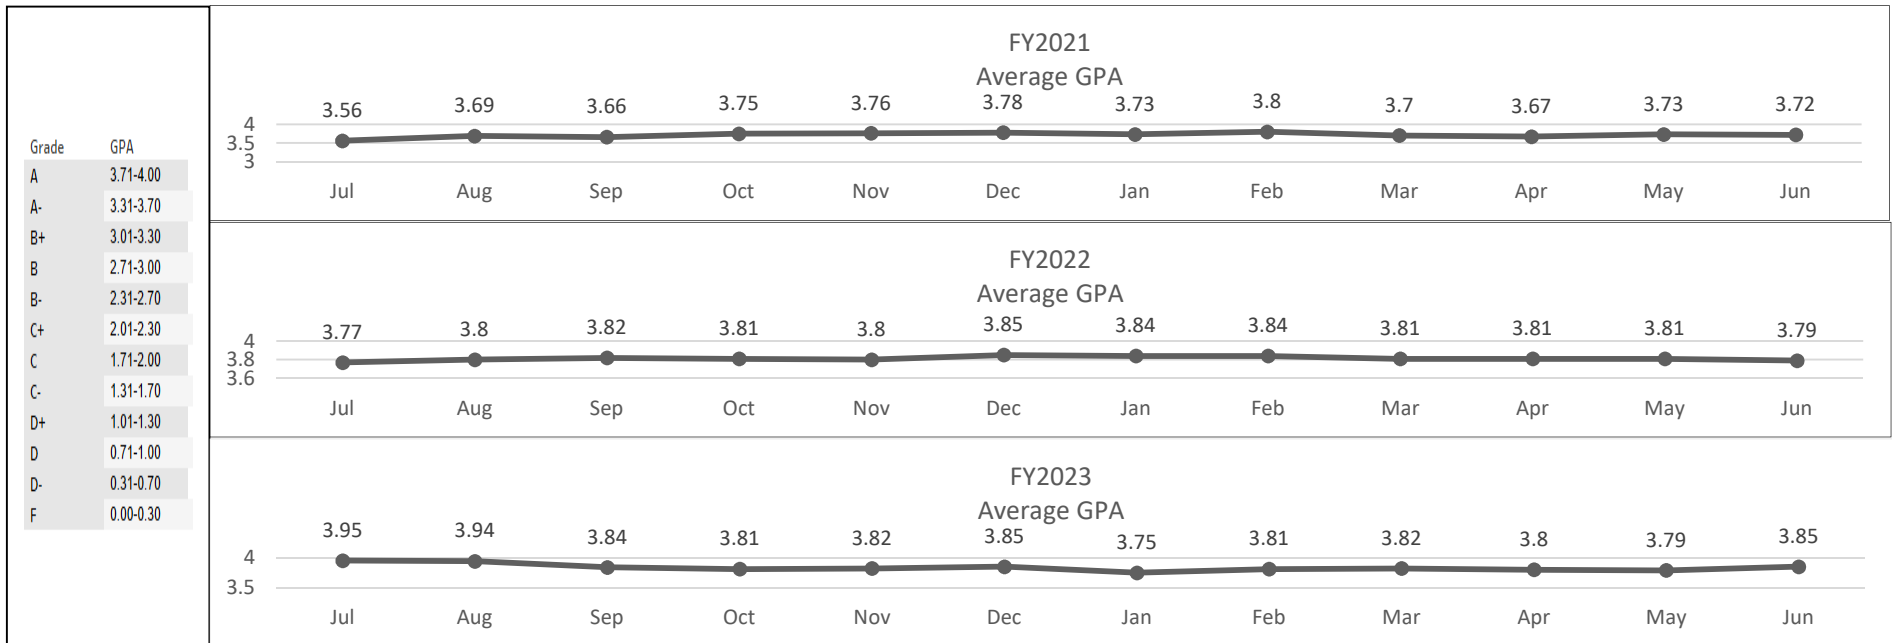 Grade GPA
A 3.71-4.00
A- 3.31-3.70
B+ 3.01-3.30
B 2.71-3.00
B- 2.31-2.70
C+ 2.01-2.30
C 1.71-2.00
C- 1.31-1.70
D+ 1.01-1.30
D 0.71-1.00
D- 0.31-0.70
F 0.00-0.30
FY2021
Average GPA
3.56 3.69 3.66 3.75 3.76 3.78 3.73 3.8 3.7 3.67 3.73 3.72
4
3.5
3
Jul Aug Sep Oct Nov Dec Jan Feb Mar Apr May Jun
FY2022
Average GPA
3.77 3.8 3.82 3.81 3.8 3.85 3.84 3.84 3.81 3.81 3.81 3.79
4
3.8
3.6
Jul Aug Sep Oct Nov Dec Jan Feb Mar Apr May Jun
FY2023
Average GPA
3.95 3.94 3.84 3.81 3.82 3.85 3.75 3.81 3.82 3.8 3.79 3.85
4
3.5
Jul Aug Sep Oct Nov Dec Jan Feb Mar Apr May Jun